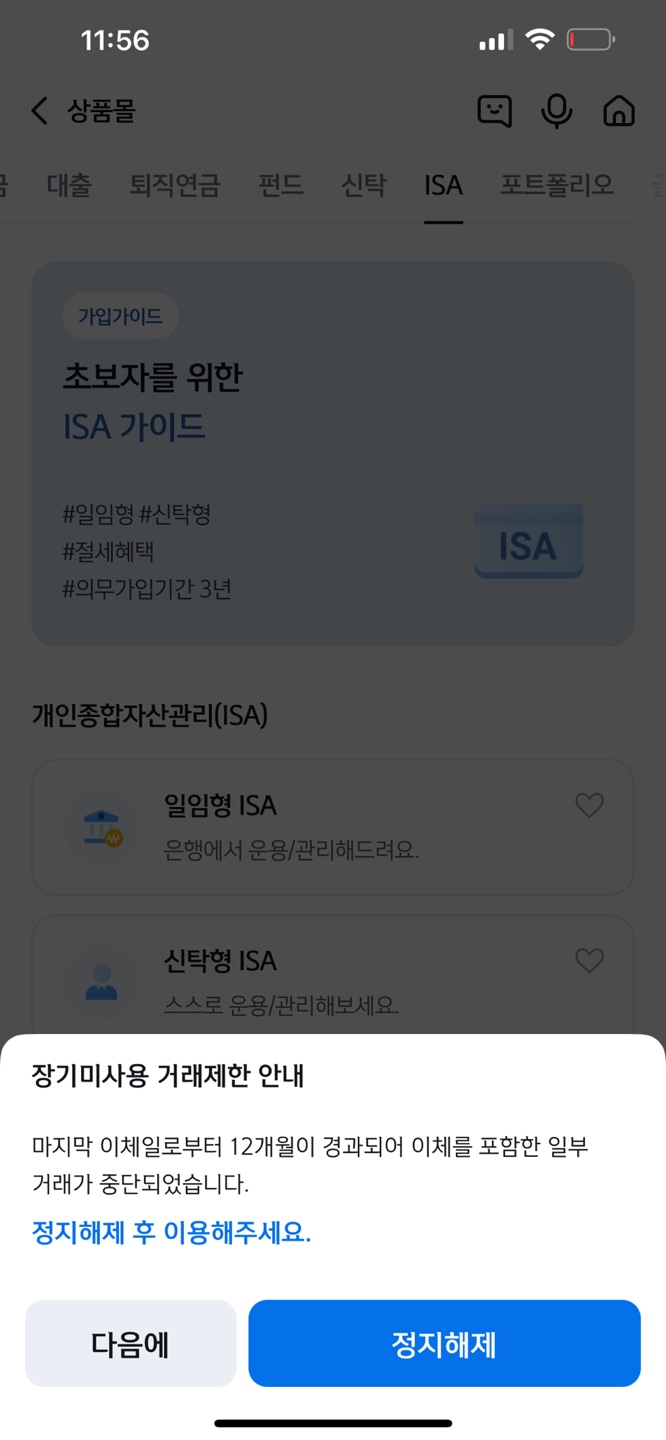 11:56
상품몰
대출 퇴직연금 펀드 신탁 ISA 포트폴리오
가입가이드
초보자를 위한
ISA 가이드
#일임형 #신탁형
#절세혜택
#의무가입기간 3년
ISA
개인종합자산관리(ISA)
일임형 ISA
은행에서 운용/관리해드려요.
신탁형 ISA
스스로 운용/관리해보세요.
장기미사용 거래제한 안내
마지막 이체일로부터 12개월이 경과되어 이체를 포함한 일부
거래가 중단되었습니다.
정지해제 후 이용해주세요.
다음에 정지해제